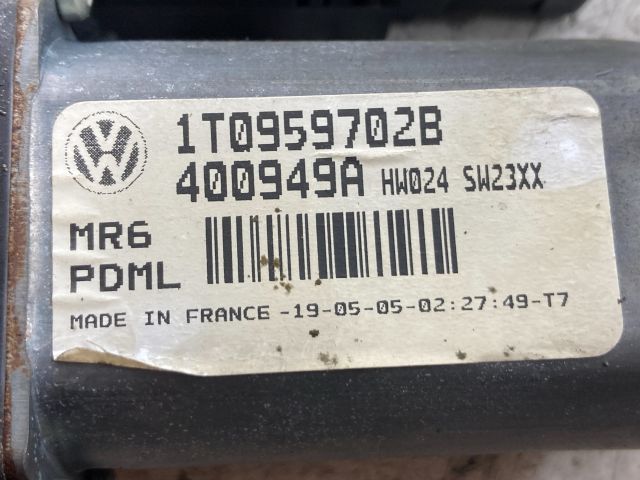 1T0959702B
400949A HW024 SW23XX
MR6
PDML
MADE IN FRANCE -19-05-05-02:27:49-T7